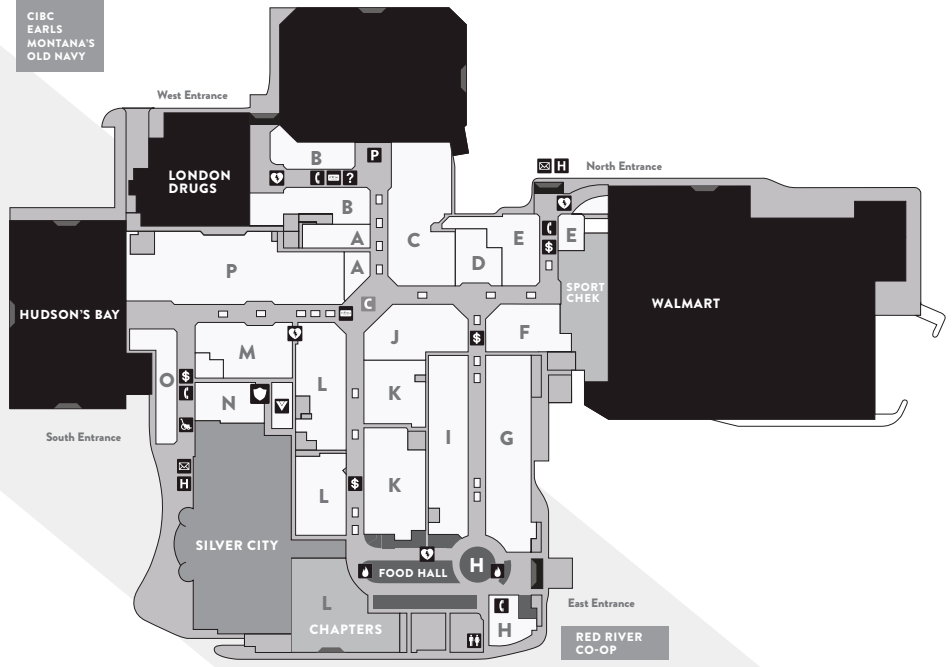 CIBC
EARLS
MONTANA'S
OLD NAVY
West Entrance
B
P
North Entrance
H
LONDON
DRUGS
?
B
A
C
E
E
P
A
D
$
HUDSON'S BAY
C
SPORT
CHEK
WALMART
J
F
$
M
L
O
$
K
N
I
G
South Entrance
H
L
K
$
SILVER CITY
FOOD HALL
H
L
CHAPTERS
H
East Entrance
RED RIVER
CO-OP